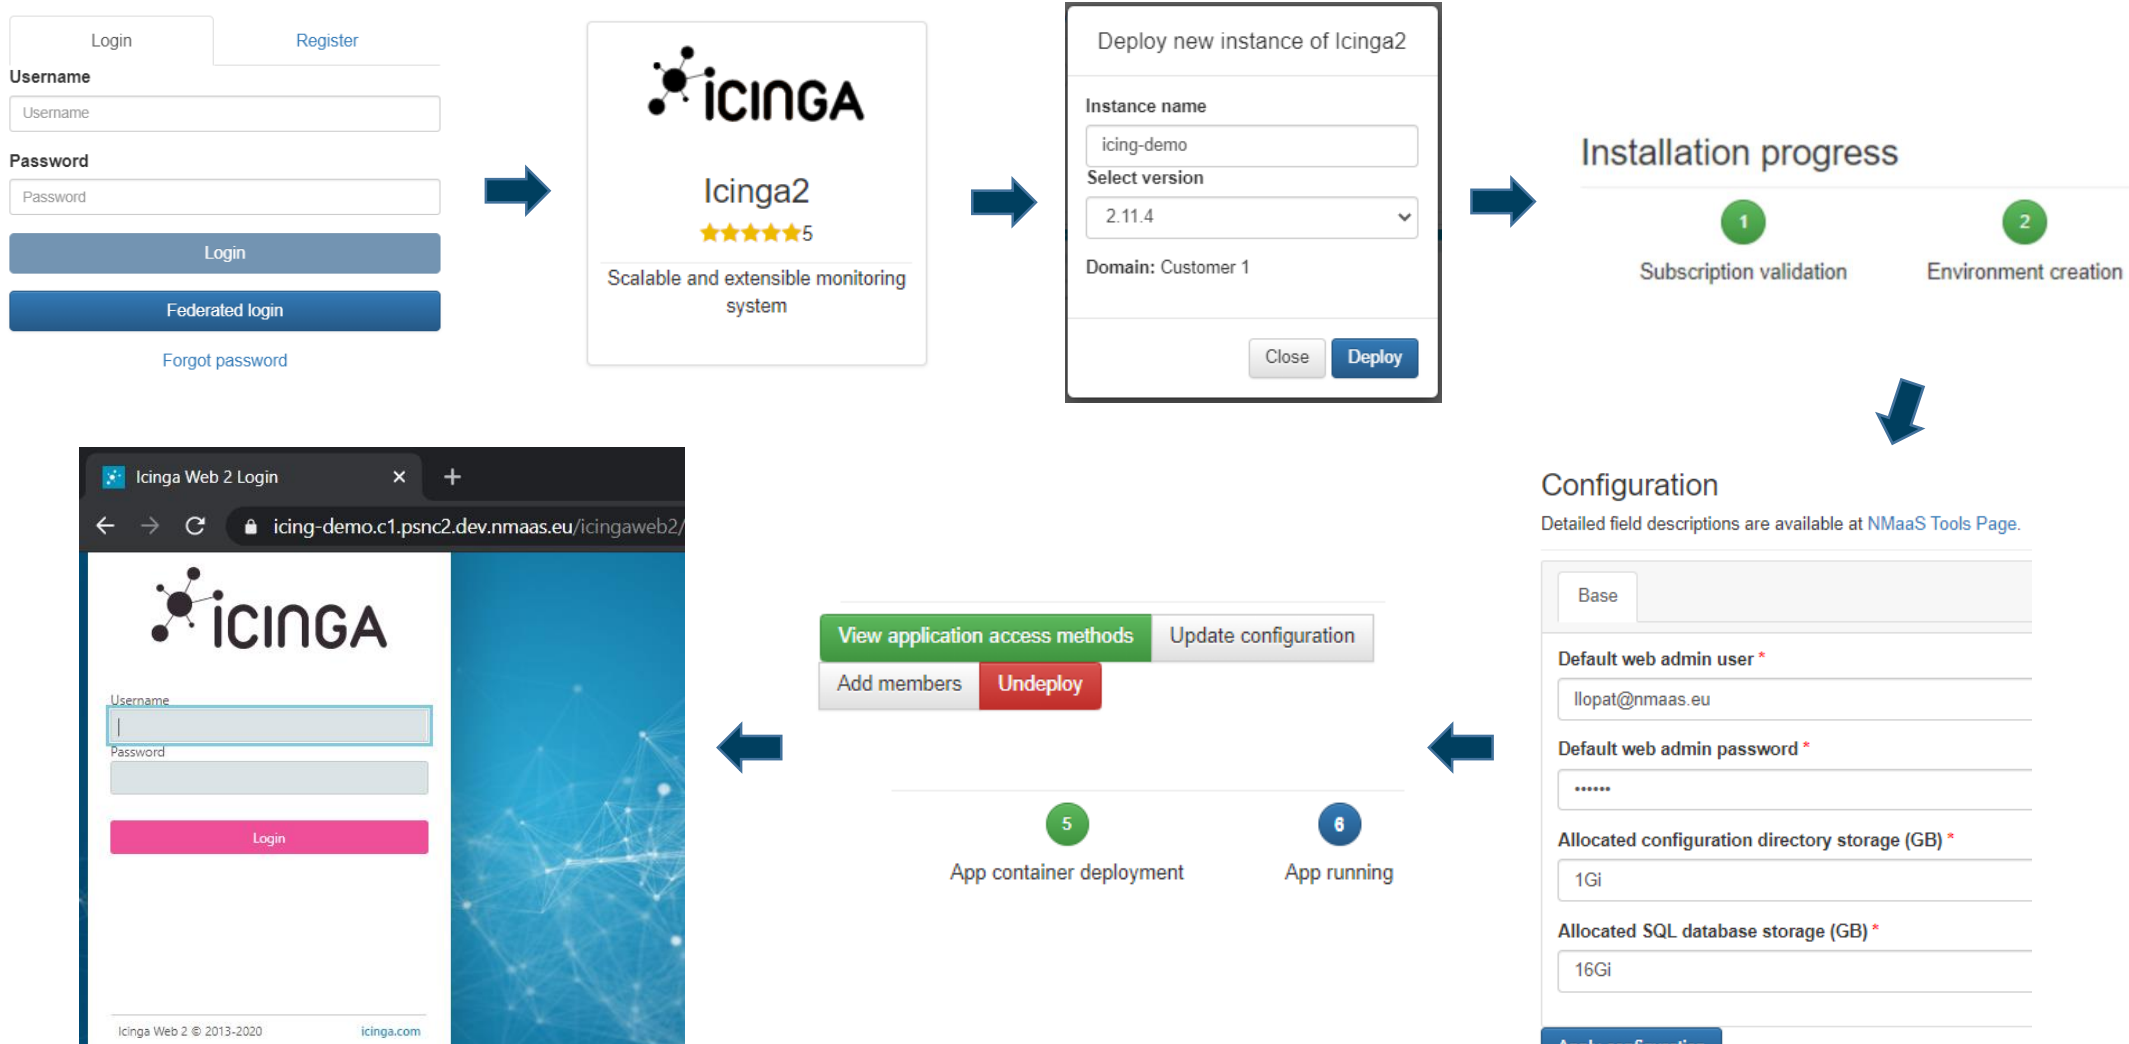 Login
Register
Username
Username
Password
Password
Login
Federated login
Forgot password
ICINGA
Icinga2
5
Scalable and extensible monitoring
system
Deploy new instance of Icinga2
Instance name
icing-demo
Select version
2.11.4
Domain: Customer 1
Close
Deploy
Installation progress
1
2
Subscription validation
Environment creation
Configuration
Detailed field descriptions are available at NMaaS Tools Page.
Base
Default web admin user *
llopat@nmaas.eu
Default web admin password *
••••••
Allocated configuration directory storage (GB) *
1Gi
Allocated SQL database storage (GB) *
16Gi
View application access methods
Update configuration
Add members
Undeploy
5
6
App container deployment
App running
Icinga Web 2 Login
icing-demo.c1.psnc2.dev.nmaas.eu/icingaweb2/
ICINGA
Username
Password
Login
Icinga Web 2 © 2013-2020
icinga.com